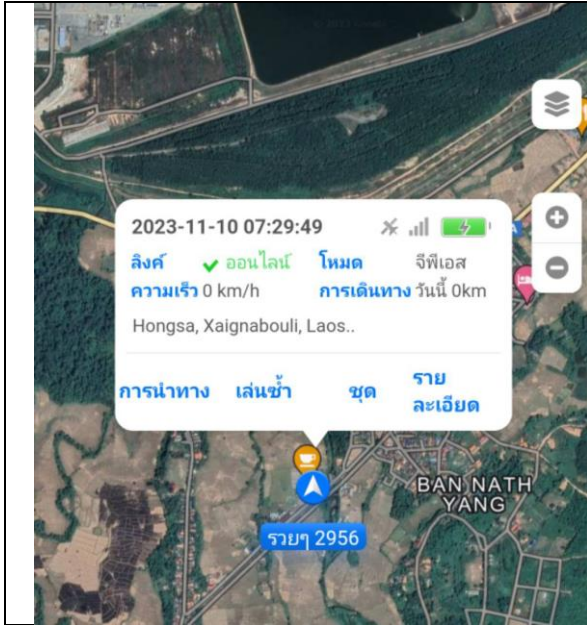 2023-11-10 07:29:49
ลิงค์ ออนไลน์ โหมด จีพีเอส
ความเร็ว 0 km/h การเดินทาง วันนี้ 0km
Hongsa, Xaignabouli, Laos..
การนำทาง เล่นซ้ำ ชุด ราย
ละเอียด
BAN NATH
YANG
รวยๆ 2956